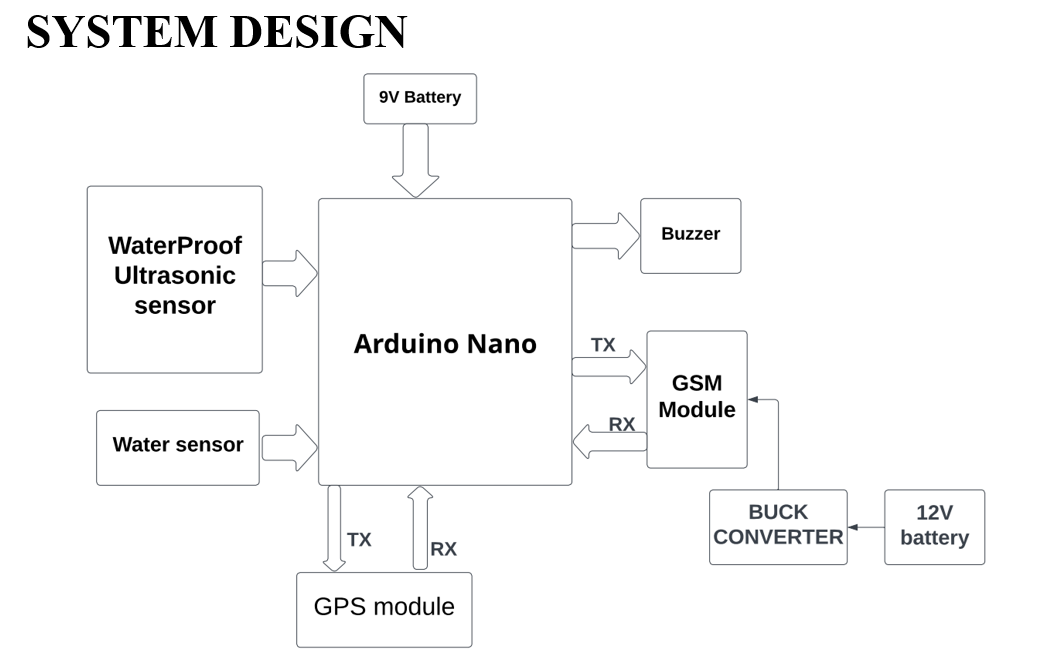 SYSTEM DESIGN
9V Battery
WaterProof
Ultrasonic
sensor
Buzzer
Arduino Nano
TX
GSM
Module
RX
Water sensor
BUCK
CONVERTER
12V
battery
TX
RX
GPS module